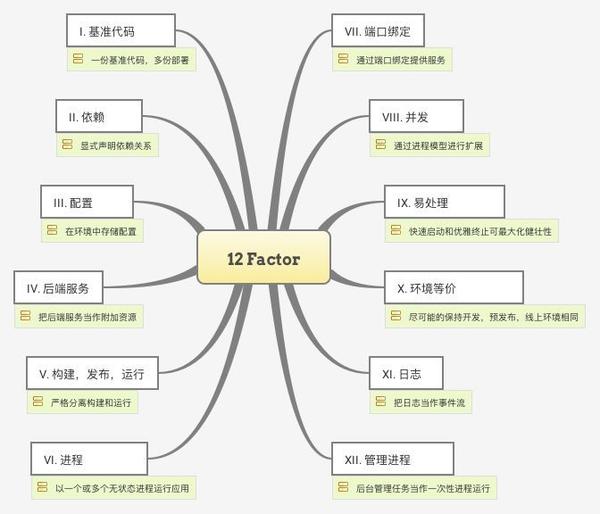 I. 基准代码
一份基准代码，多份部署
II. 依赖
显式声明依赖关系
III. 配置
在环境中存储配置
IV. 后端服务
把后端服务当作附加资源
V. 构建，发布，运行
严格分离构建和运行
VI. 进程
以一个或多个无状态进程运行应用
12 Factor
VII. 端口绑定
通过端口绑定提供服务
VIII. 并发
通过进程模型进行扩展
IX. 易处理
快速启动和优雅终止可最大化健壮性
X. 环境等价
尽可能的保持开发，预发布，线上环境相同
XI. 日志
把日志当作事件流
XII. 管理进程
后台管理任务当作一次性进程运行